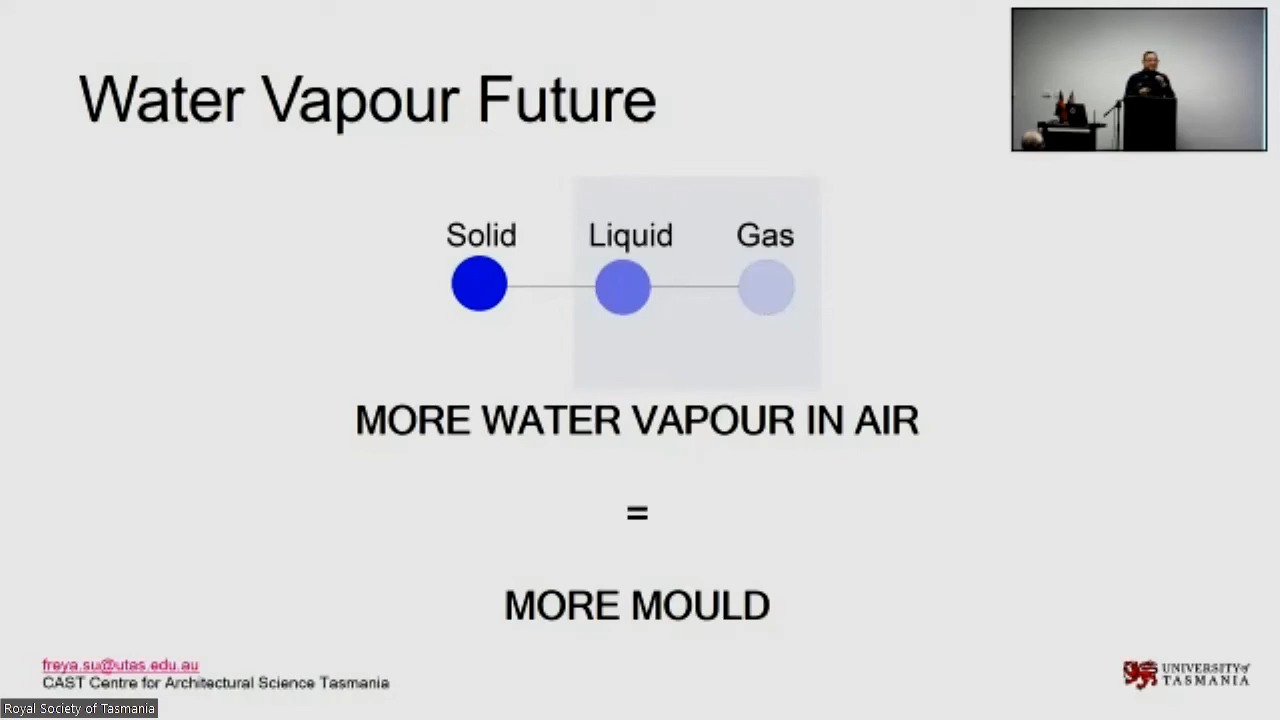 Water Vapour Future
Solid
Liquid
Gas
MORE WATER VAPOUR IN AIR
=
MORE MOULD
freya.su@utas.edu.au
CAST Centre for Architectural Science Tasmania
UNIVERSITY of
TASMANIA
Royal Society of Tasmania